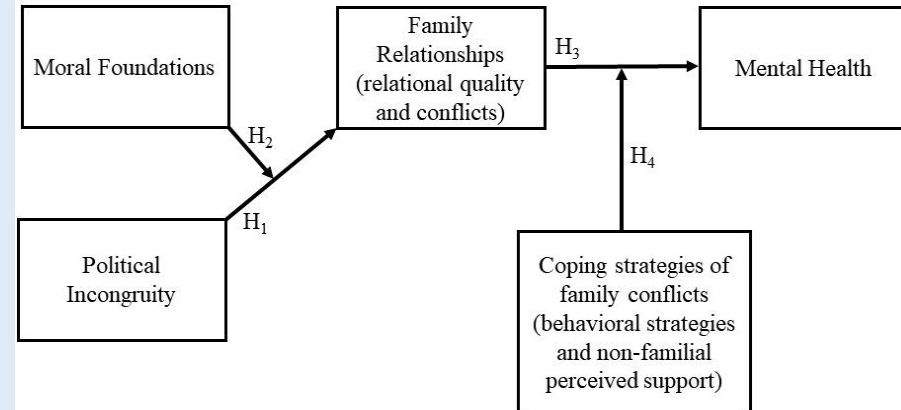 Moral Foundations
Family
Relationships
(relational quality
and conflicts)
H₃
Mental Health
H₂
H₄
H₁
Political
Incongruity
Coping strategies of
family conflicts
(behavioral strategies
and non-familial
perceived support)